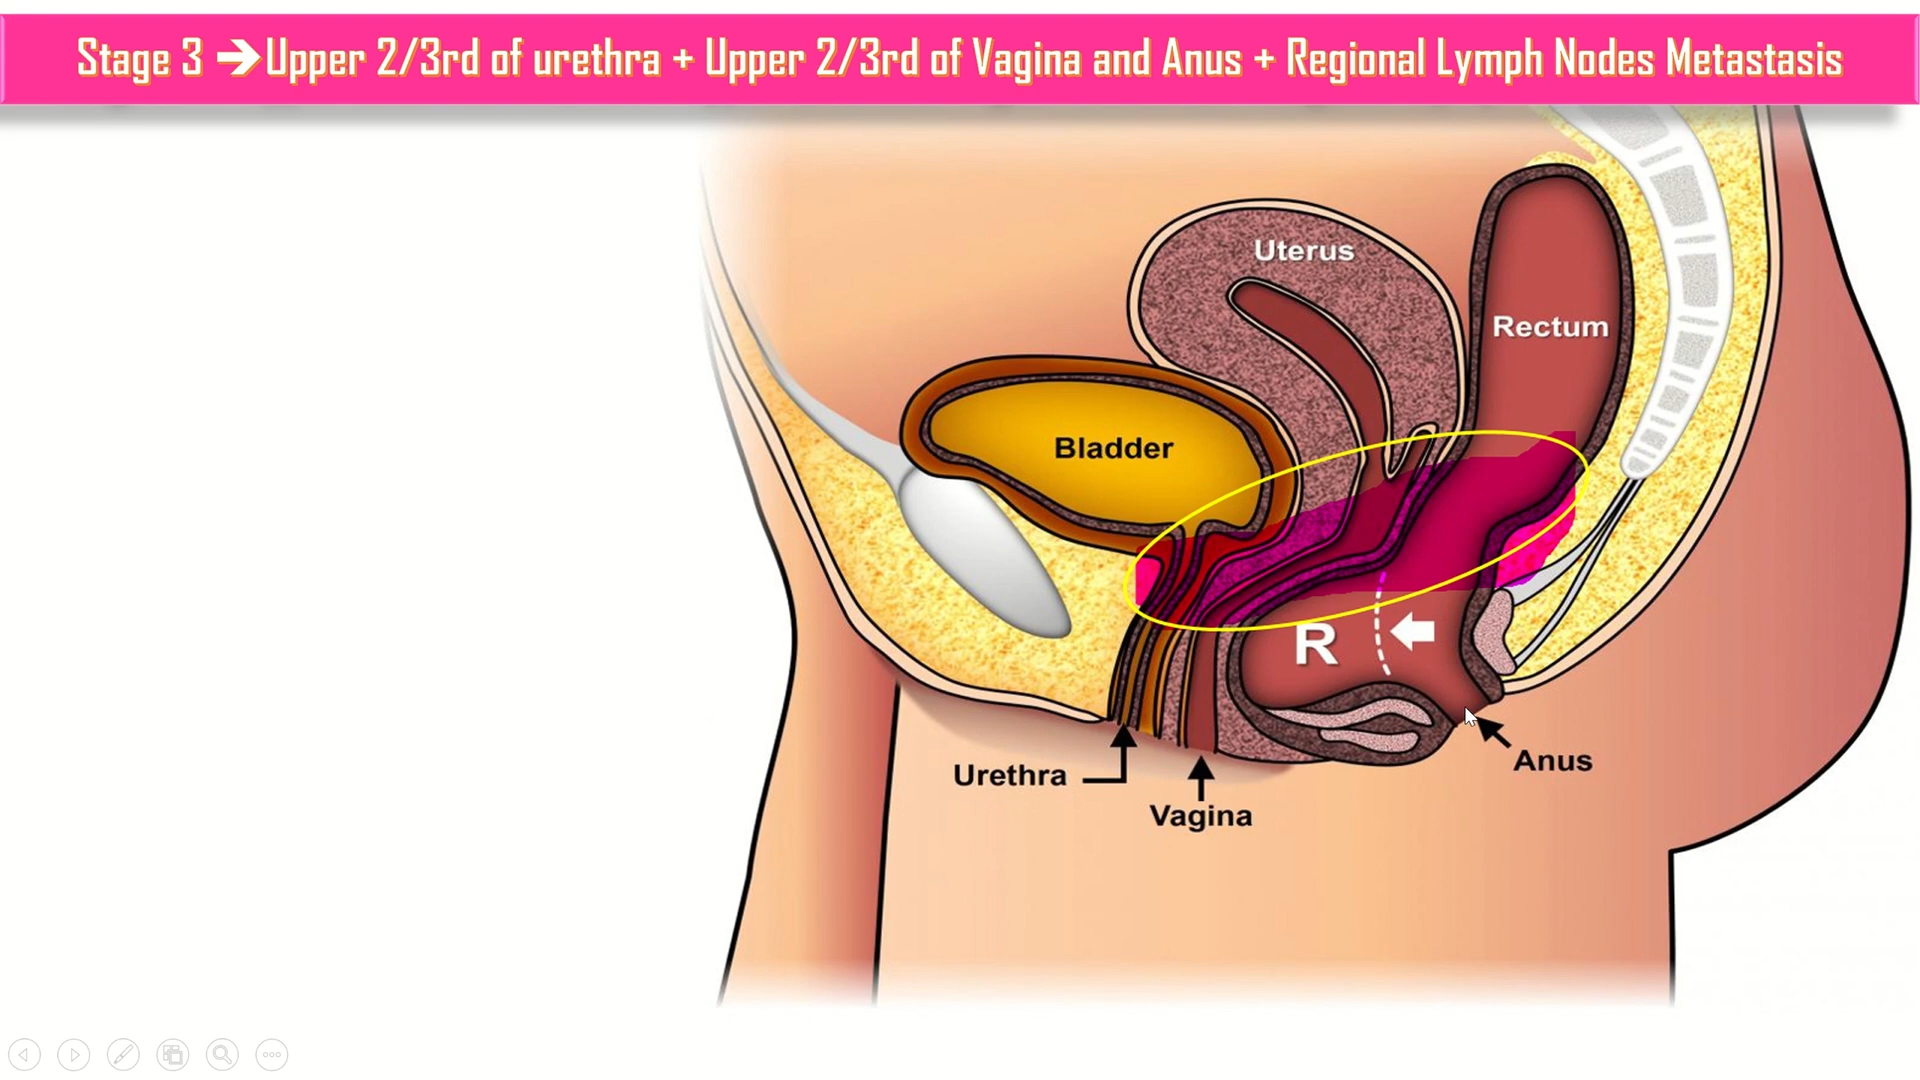 Stage 3 ➔Upper 2/3rd of urethra + Upper 2/3rd of Vagina and Anus + Regional Lymph Nodes Metastasis
Uterus
Rectum
Bladder
R
Urethra
Anus
Vagina